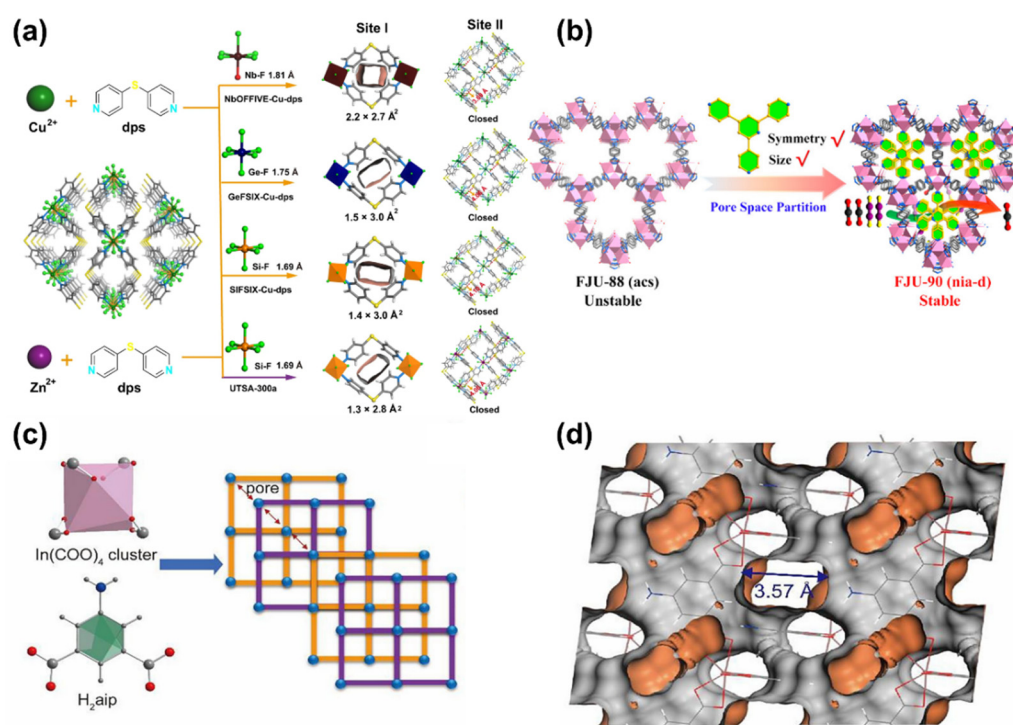 (a)
Site I
Site II
Nb-F 1.81 Å
NbOFFIVE-Cu-dps
Cu²⁺
+
S
N
N
dps
2.2 × 2.7 Å²
Closed
Ge-F 1.75 Å
GeFSIX-Cu-dps
1.5 × 3.0 Å²
Closed
Si-F 1.69 Å
SIFSIX-Cu-dps
1.4 × 3.0 Å²
Closed
Zn²⁺
+
S
N
N
dps
Si-F 1.69 Å
UTSA-300a
1.3 × 2.8 Å²
Closed
(b)
Symmetry √
Size √
Pore Space Partition
FJU-88 (acs)
Unstable
FJU-90 (nia-d)
Stable
(c)
In(COO)₄ cluster
H₂aip
pore
(d)
3.57 Å